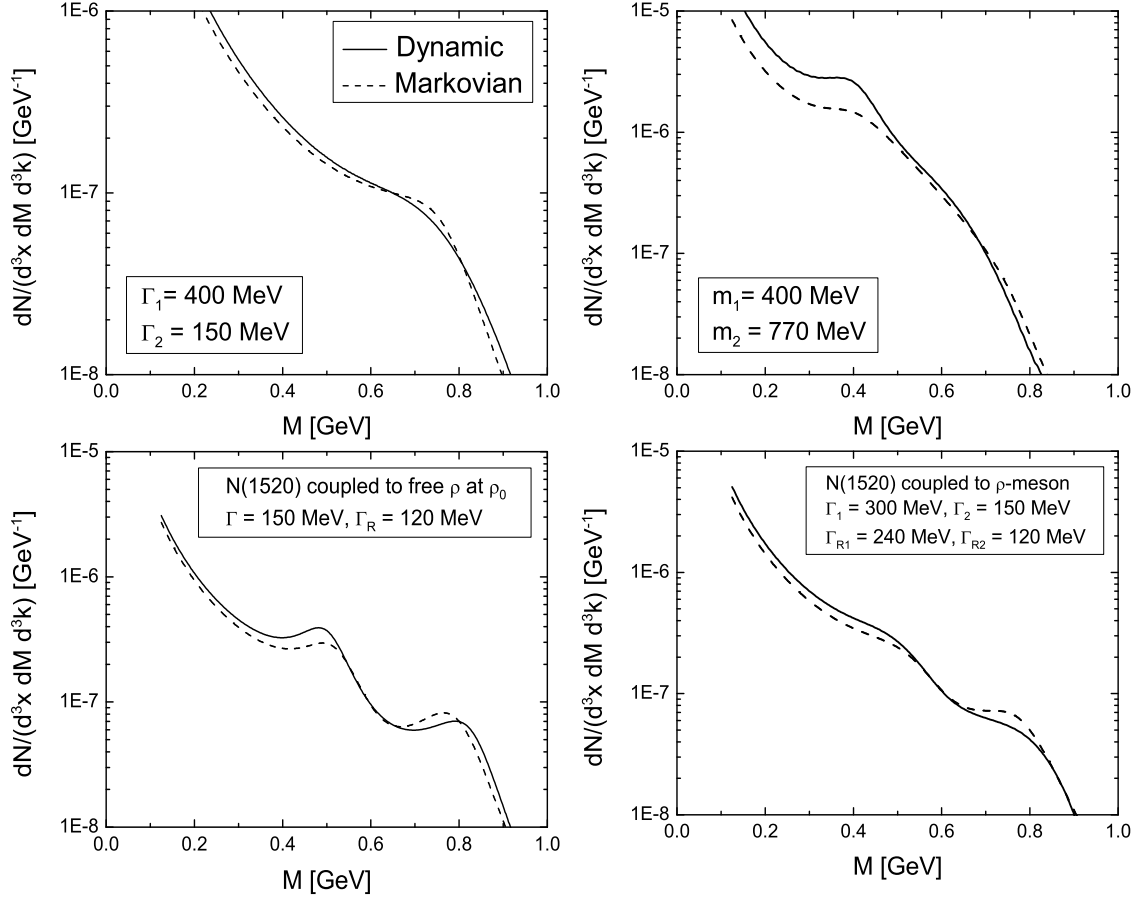 1E-6
1E-7
1E-8
dN/(d³x dM d³k) [GeV⁻¹]
Dynamic
Markovian
Γ₁= 400 MeV
Γ₂ = 150 MeV
0.0 0.2 0.4 0.6 0.8 1.0
M [GeV]
1E-5
1E-6
1E-7
1E-8
dN/(d³x dM d³k) [GeV⁻¹]
m₁= 400 MeV
m₂ = 770 MeV
0.0 0.2 0.4 0.6 0.8 1.0
M [GeV]
1E-5
1E-6
1E-7
1E-8
dN/(d³x dM d³k) [GeV⁻¹]
N(1520) coupled to free ρ at ρ₀
Γ = 150 MeV, Γ_R = 120 MeV
0.0 0.2 0.4 0.6 0.8 1.0
M [GeV]
1E-5
1E-6
1E-7
1E-8
dN/(d³x dM d³k) [GeV⁻¹]
N(1520) coupled to ρ-meson
Γ₁ = 300 MeV, Γ₂ = 150 MeV
Γ_R1 = 240 MeV, Γ_R2 = 120 MeV
0.0 0.2 0.4 0.6 0.8 1.0
M [GeV]